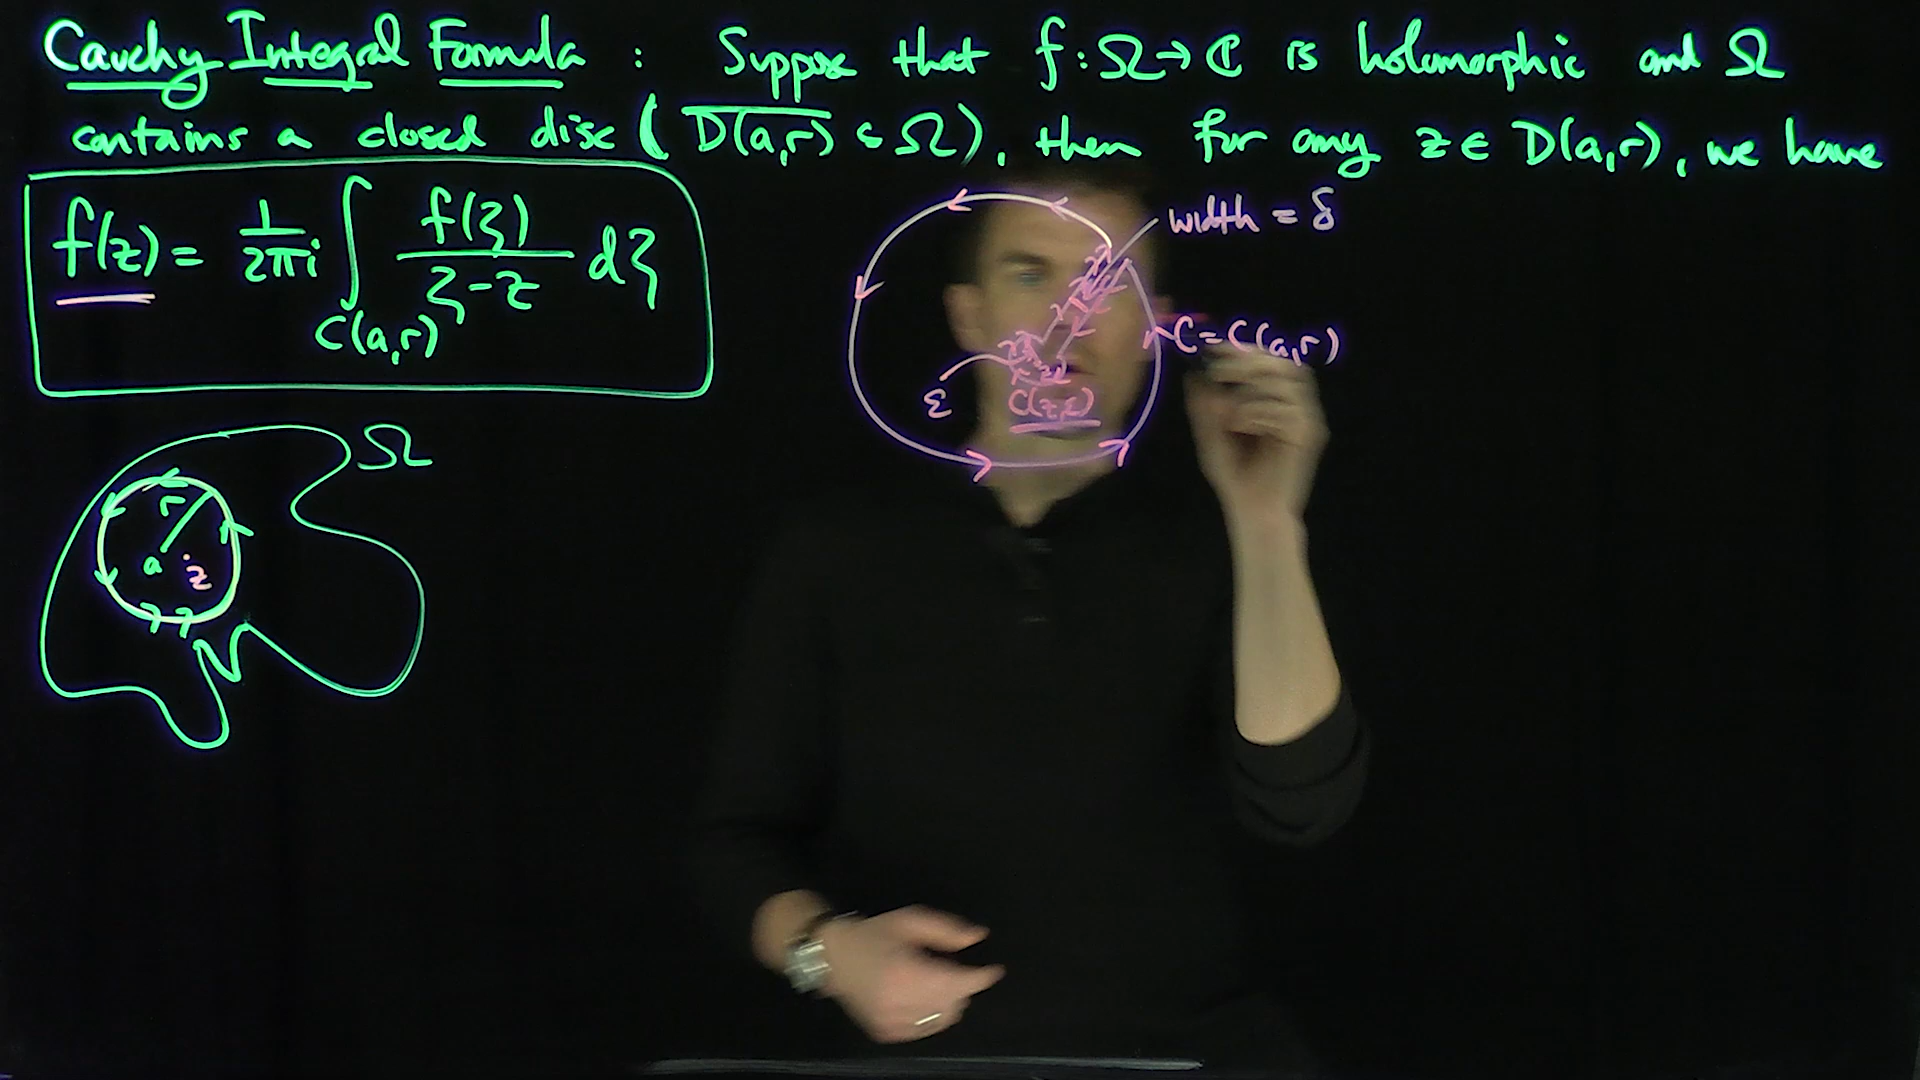 Cauchy Integral Formula : Suppose that f : Ω → ℂ is holomorphic and Ω
contains a closed disc ( D̅(̅a̅,̅r̅)̅ ⊂ Ω ), then for any z ∈ D(a,r), we have
f(z) = 1/2πi ∫_C(a,r) f(ζ)/(ζ-z) dζ
width = δ
C = C(a,r)
ε
C(z,ε)
Ω
r
a
z